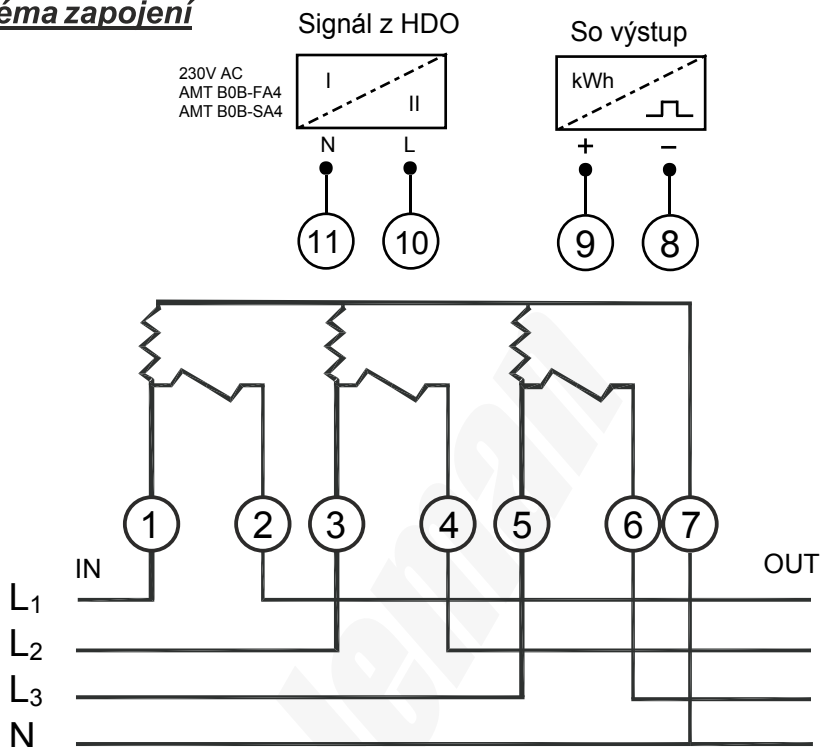 éma zapojení
Signál z HDO
So výstup
230V AC
AMT B0B-FA4
AMT B0B-SA4
I
II
kWh
N L
+ –
11 10 9 8
1 2 3 4 5 6 7
IN
OUT
L1
L2
L3
N